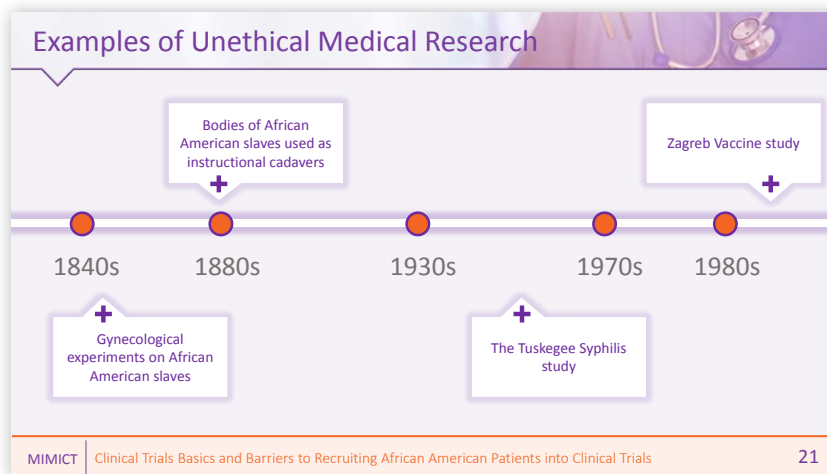 Examples of Unethical Medical Research
Bodies of African
American slaves used as
instructional cadavers
Zagreb Vaccine study
1840s
1880s
1930s
1970s
1980s
Gynecological
experiments on African
American slaves
The Tuskegee Syphilis
study
MIMICT
Clinical Trials Basics and Barriers to Recruiting African American Patients into Clinical Trials
21